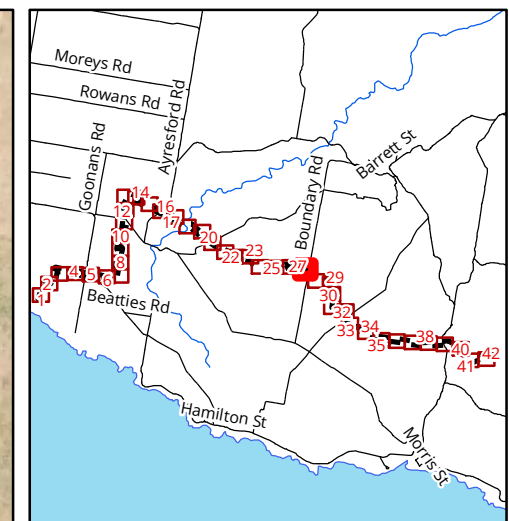 Moreys Rd
Rowans Rd
Ayresford Rd
Goonans Rd
Barrett St
Boundary Rd
14
16
12
17
10
20
23
22
8
25
27
4
5
6
29
2
1
30
Beatties Rd
32
33
34
35
38
40
42
41
Hamilton St
Morris St